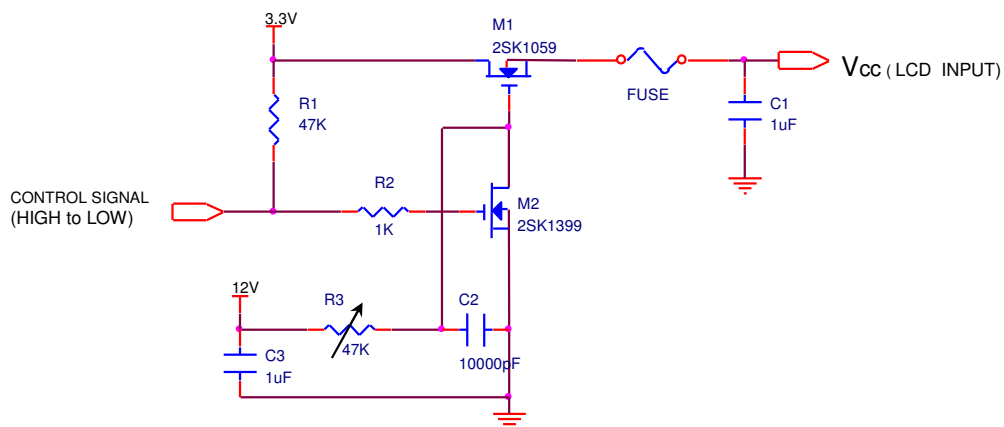 3.3V
M1
2SK1059
FUSE
Vcc ( LCD INPUT)
C1
1uF
R1
47K
CONTROL SIGNAL
(HIGH to LOW)
R2
1K
M2
2SK1399
12V
R3
47K
C2
10000pF
C3
1uF